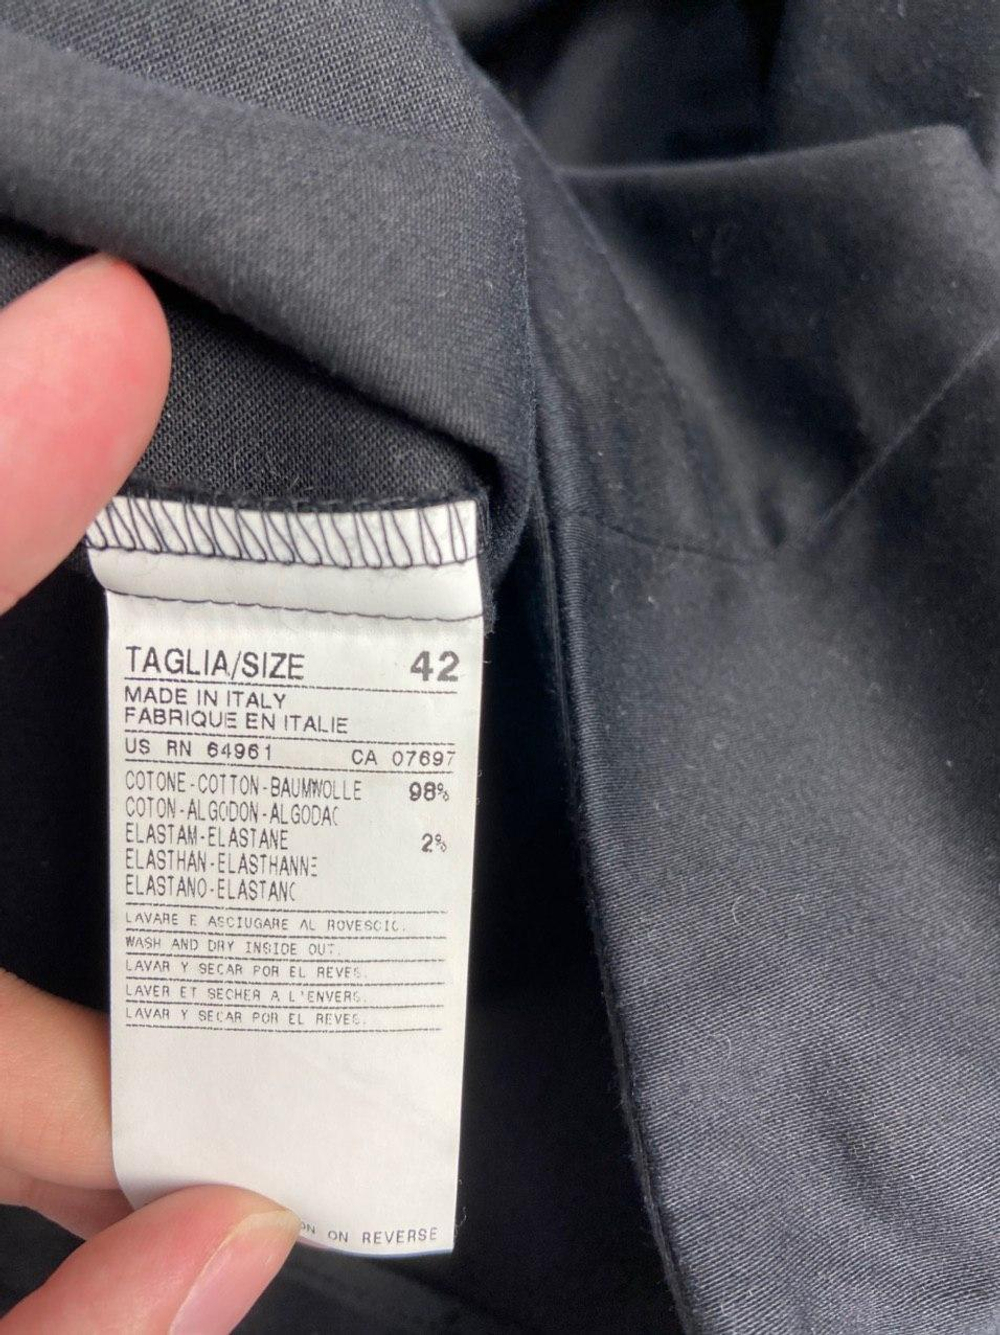 TAGLIA/SIZE 42
MADE IN ITALY
FABRIQUE EN ITALIE
US RN 64961 CA 07697
COTONE-COTTON-BAUMWOLLE 98%
COTON-ALGODON-ALGODAO
ELASTAM-ELASTANE 2%
ELASTHAN-ELASTHANNE
ELASTANO-ELASTANO
LAVARE E ASCIUGARE AL ROVESCIO.
WASH AND DRY INSIDE OUT.
LAVAR Y SECAR POR EL REVES.
LAVER ET SECHER A L'ENVERS.
LAVAR Y SECAR POR EL REVES.
ON REVERSE